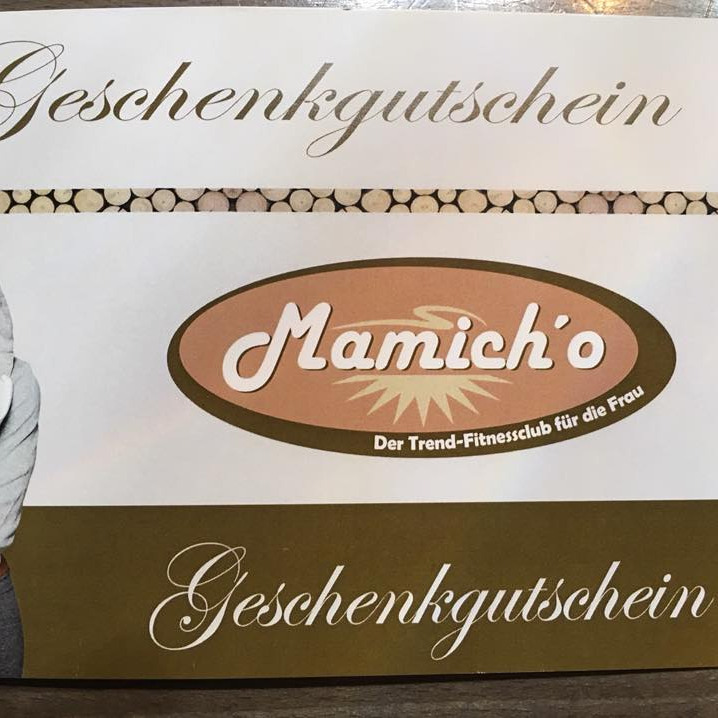 Geschenkgutschein
Mamich´o
Der Trend-Fitnessclub für die Frau
Geschenkgutschein